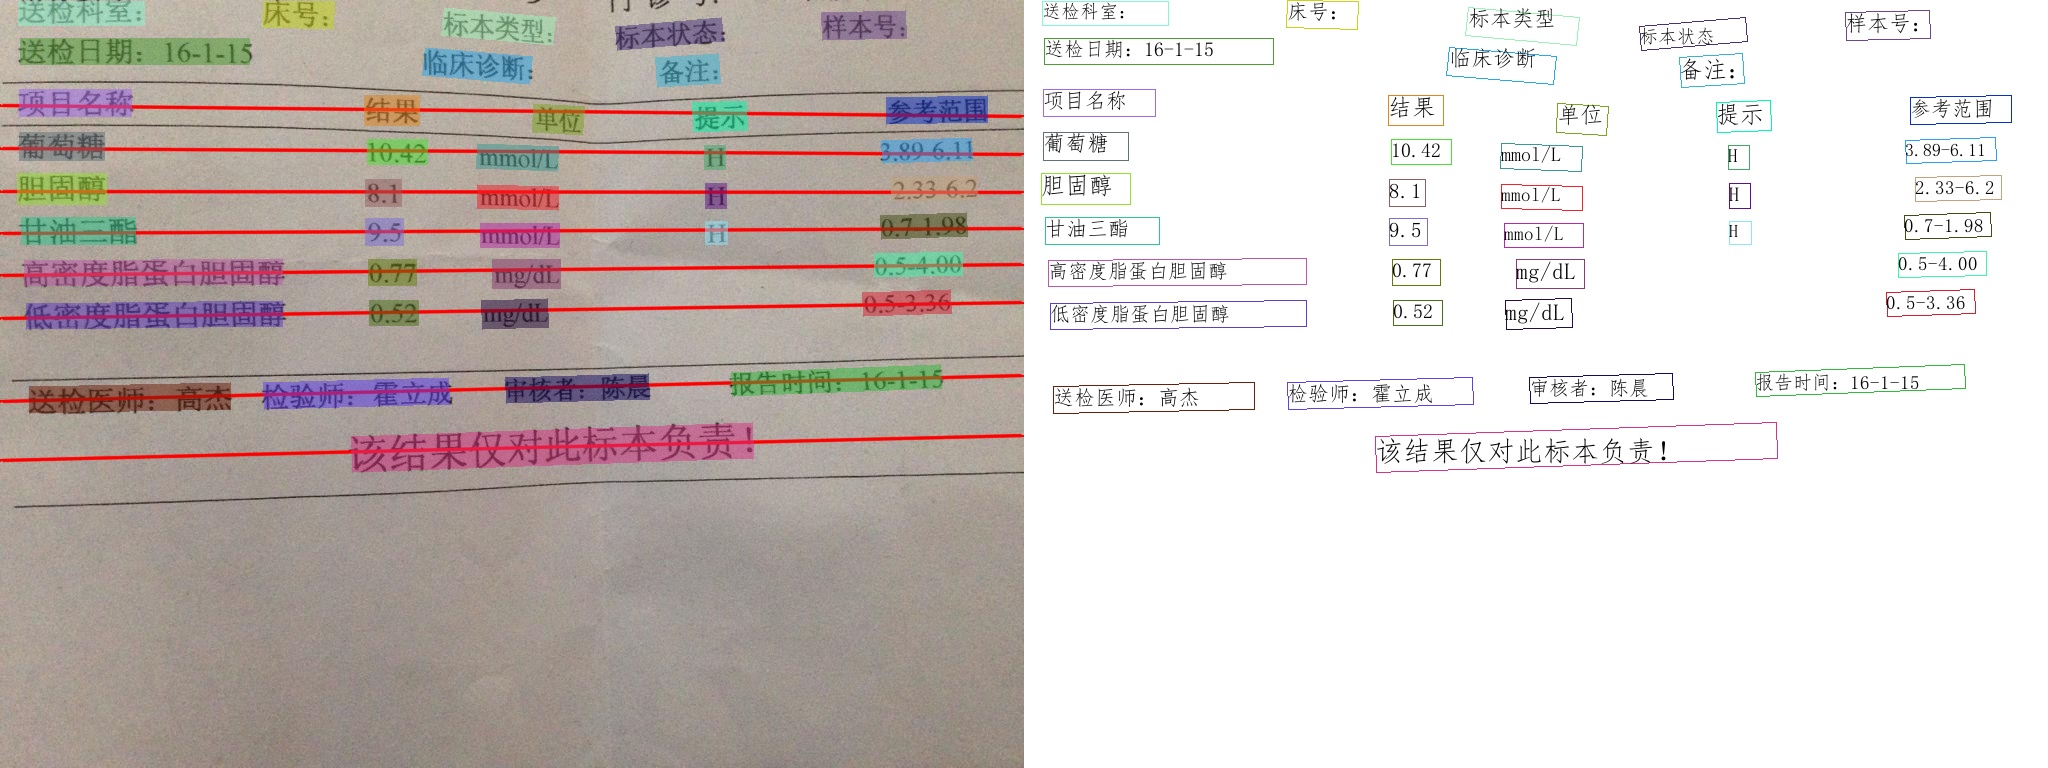 送检科室: 床号: 标本类型: 标本状态: 样本号:
送检日期: 16-1-15 临床诊断: 备注:
项目名称 结果 单位 提示 参考范围
葡萄糖 10.42 mmol/L H 3.89-6.11
胆固醇 8.1 mmol/L H 2.33-6.2
甘油三酯 9.5 mmol/L H 0.7-1.98
高密度脂蛋白胆固醇 0.77 mg/dL 0.5-4.00
低密度脂蛋白胆固醇 0.52 mg/dL 0.5-3.36
送检医师: 高杰 检验师: 霍立成 审核者: 陈晨 报告时间: 16-1-15
该结果仅对此标本负责!
送检科室: 床号: 标本类型 标本状态 样本号:
送检日期: 16-1-15 临床诊断 备注:
项目名称 结果 单位 提示 参考范围
葡萄糖 10.42 mmol/L H 3.89-6.11
胆固醇 8.1 mmol/L H 2.33-6.2
甘油三酯 9.5 mmol/L H 0.7-1.98
高密度脂蛋白胆固醇 0.77 mg/dL 0.5-4.00
低密度脂蛋白胆固醇 0.52 mg/dL 0.5-3.36
送检医师: 高杰 检验师: 霍立成 审核者: 陈晨 报告时间: 16-1-15
该结果仅对此标本负责!